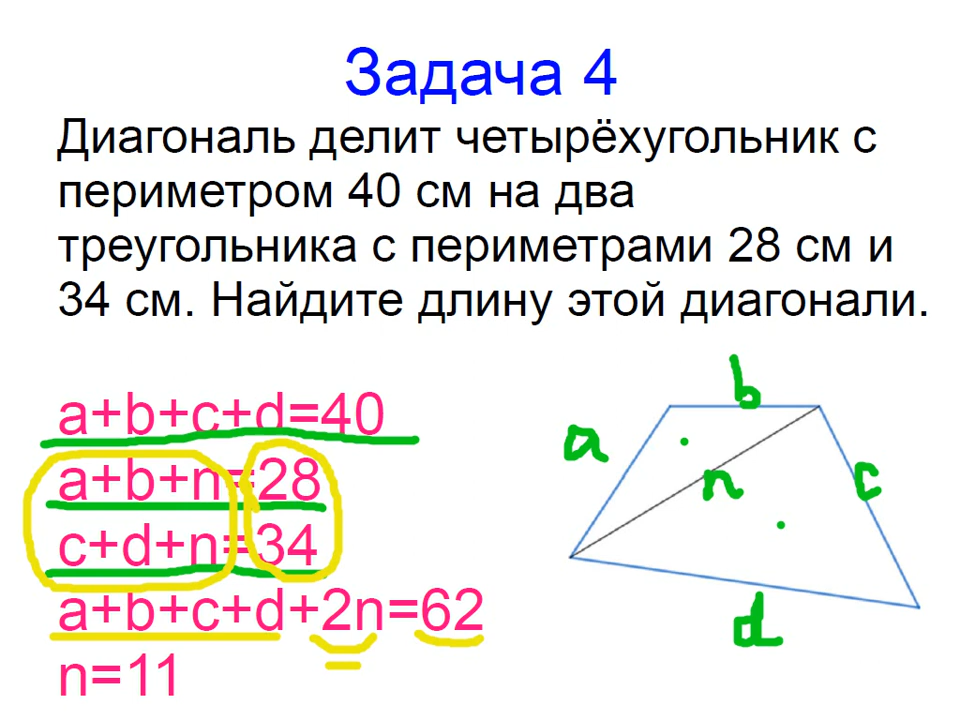 Задача 4
Диагональ делит четырёхугольник с
периметром 40 см на два
треугольника с периметрами 28 см и
34 см. Найдите длину этой диагонали.
a+b+c+d=40
a+b+n=28
c+d+n=34
a+b+c+d+2n=62
n=11
b
a
n
c
d